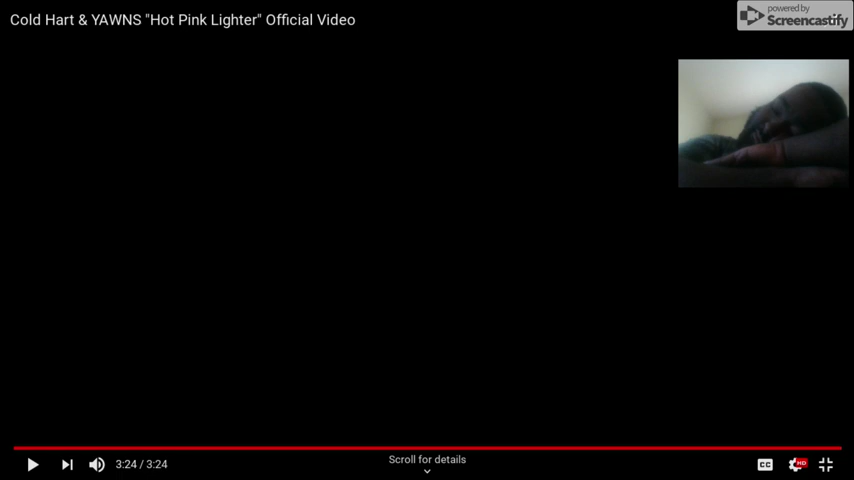 Cold Hart & YAWNS "Hot Pink Lighter" Official Video
powered by
Screencastify
3:24 / 3:24
Scroll for details
CC
HD